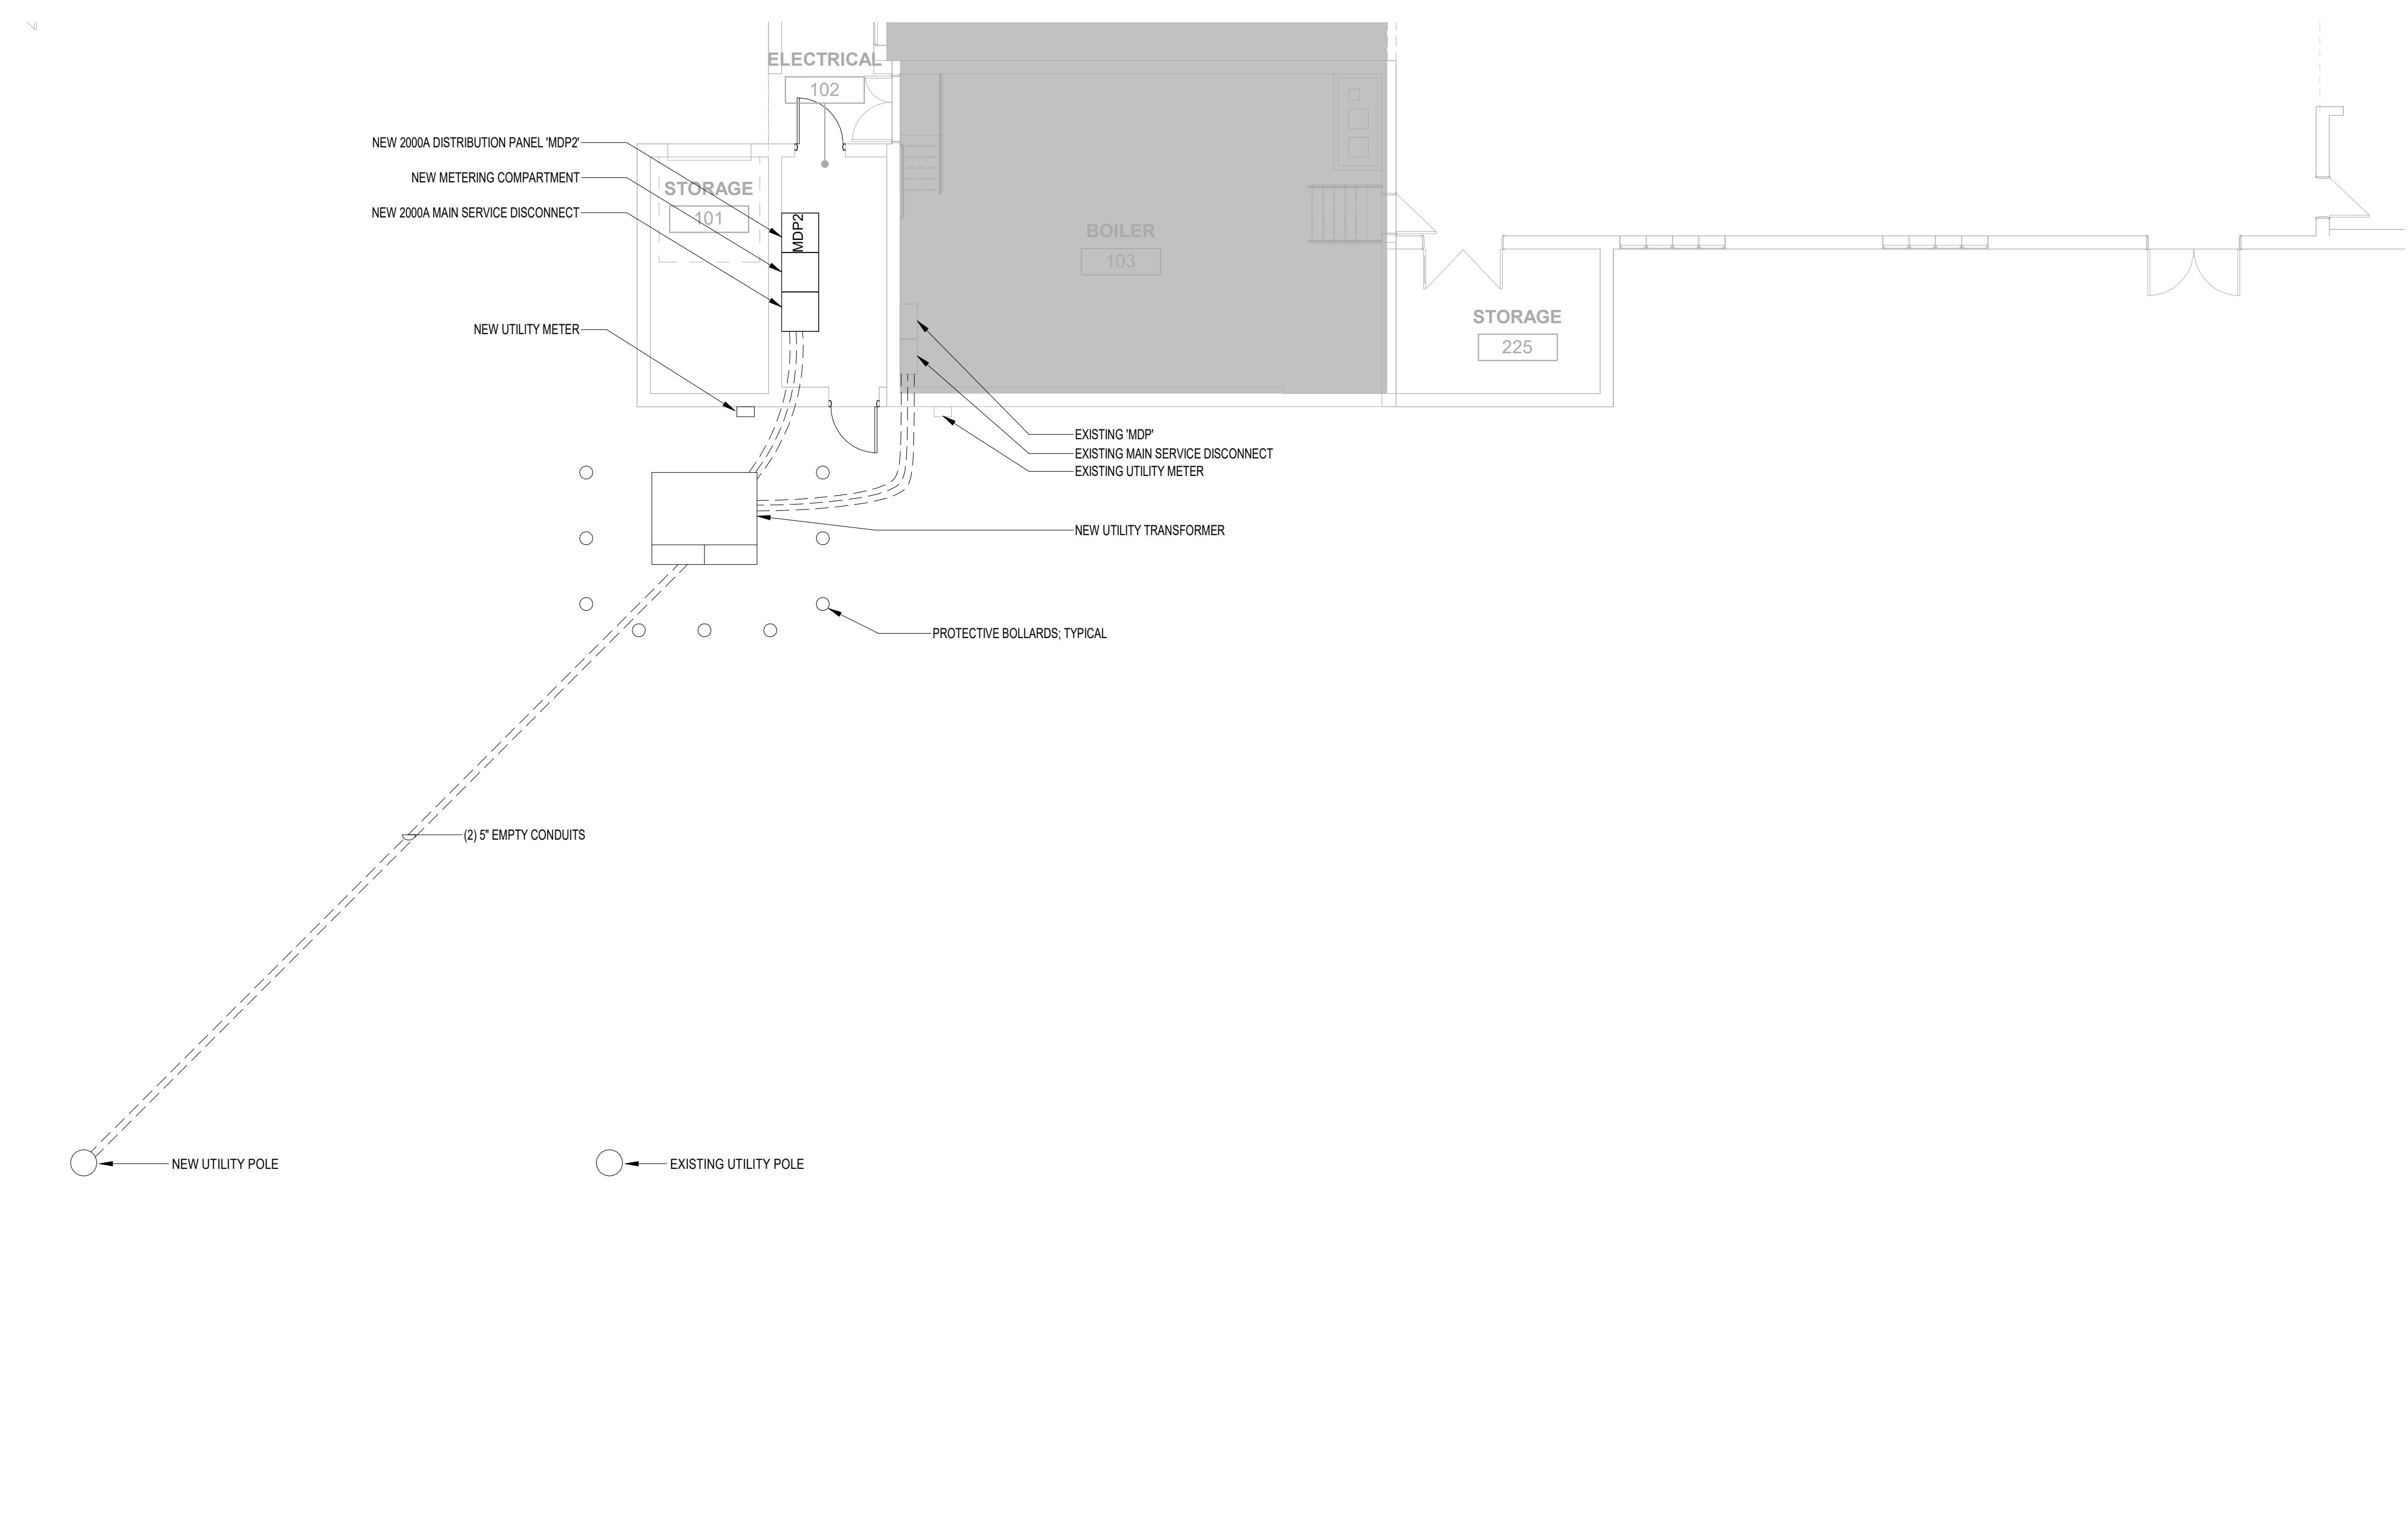 ELECTRICAL
102
NEW 2000A DISTRIBUTION PANEL 'MDP2'
NEW METERING COMPARTMENT
STORAGE
101
NEW 2000A MAIN SERVICE DISCONNECT
MDP2
BOILER
103
STORAGE
225
NEW UTILITY METER
EXISTING 'MDP'
EXISTING MAIN SERVICE DISCONNECT
EXISTING UTILITY METER
NEW UTILITY TRANSFORMER
PROTECTIVE BOLLARDS; TYPICAL
(2) 5" EMPTY CONDUITS
NEW UTILITY POLE
EXISTING UTILITY POLE